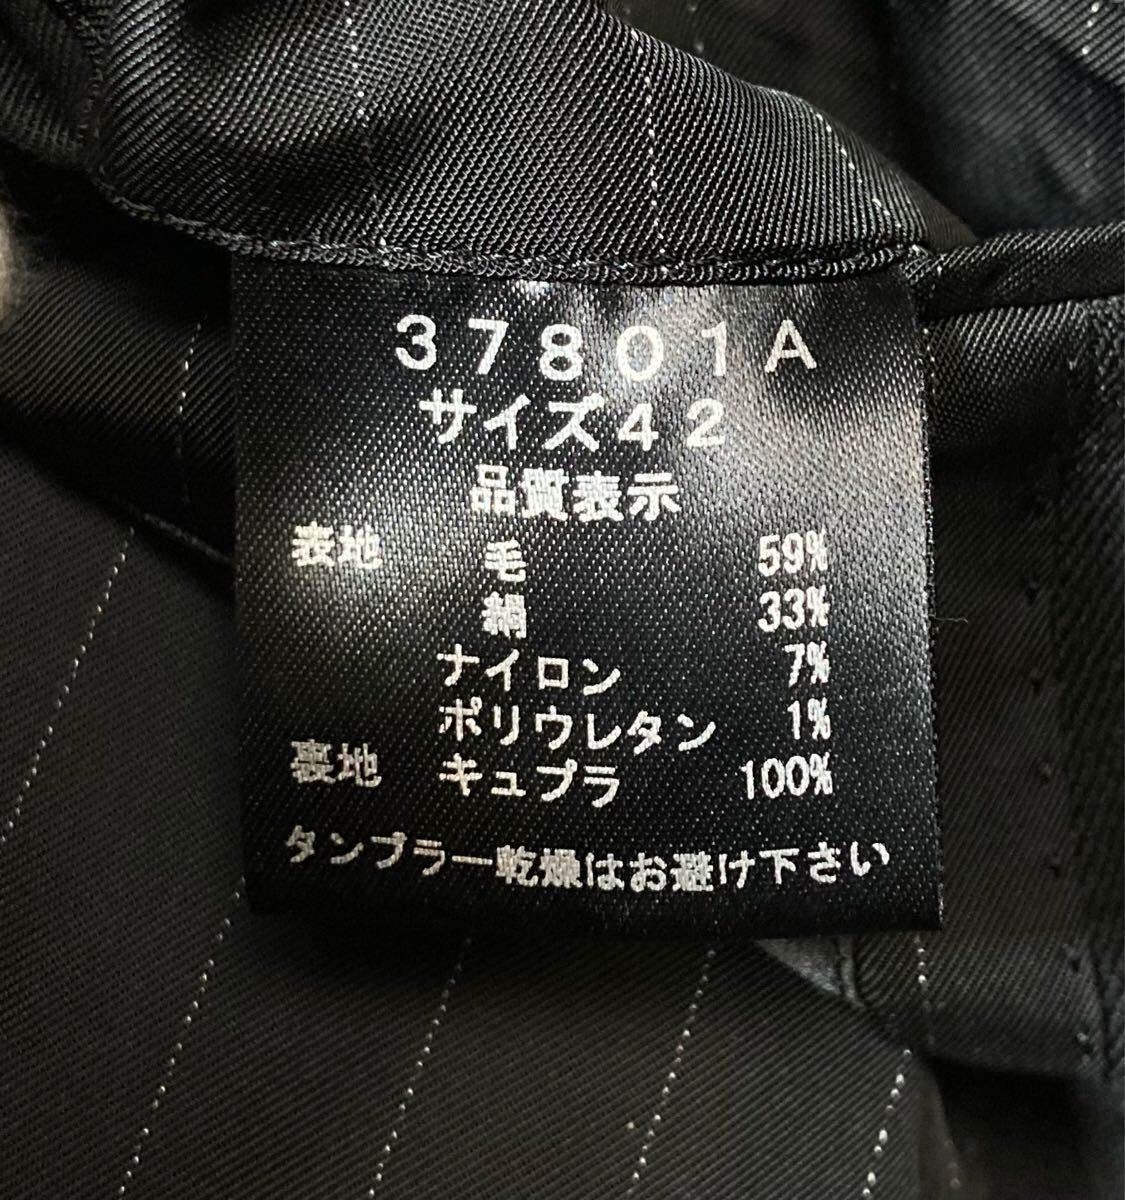 37801A
サイズ42
品質表示
表地 毛 59%
絹 33%
ナイロン 7%
ポリウレタン 1%
裏地 キュプラ 100%
タンブラー乾燥はお避け下さい